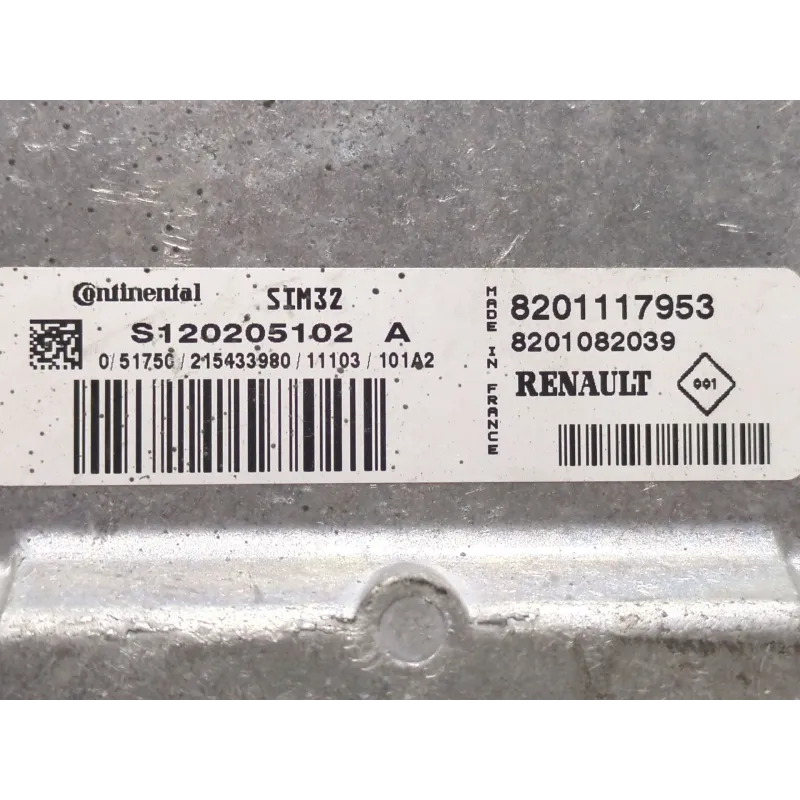 Continental SIM32
S120205102 A
0/5175C/215433980/11103/101A2
MADE IN FRANCE
8201117953
8201082039
RENAULT 001